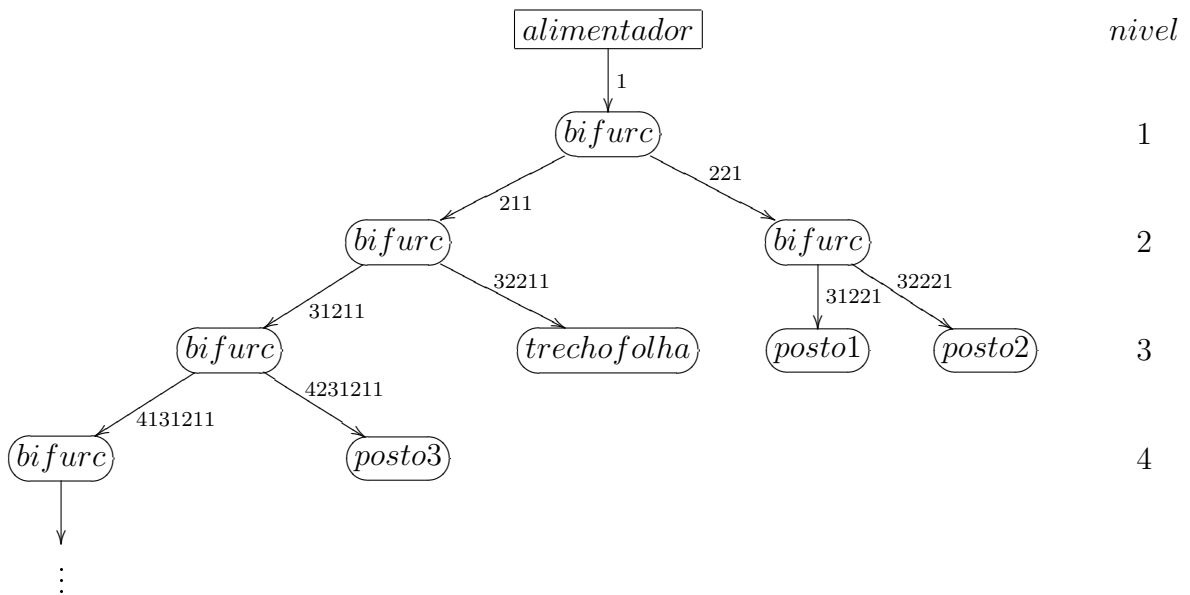 alimentador nivel
1
bifurc 1
211 221
bifurc bifurc 2
31211 32211 31221 32221
bifurc trechofolha posto1 posto2 3
4131211 4231211
bifurc posto3 4
⋮